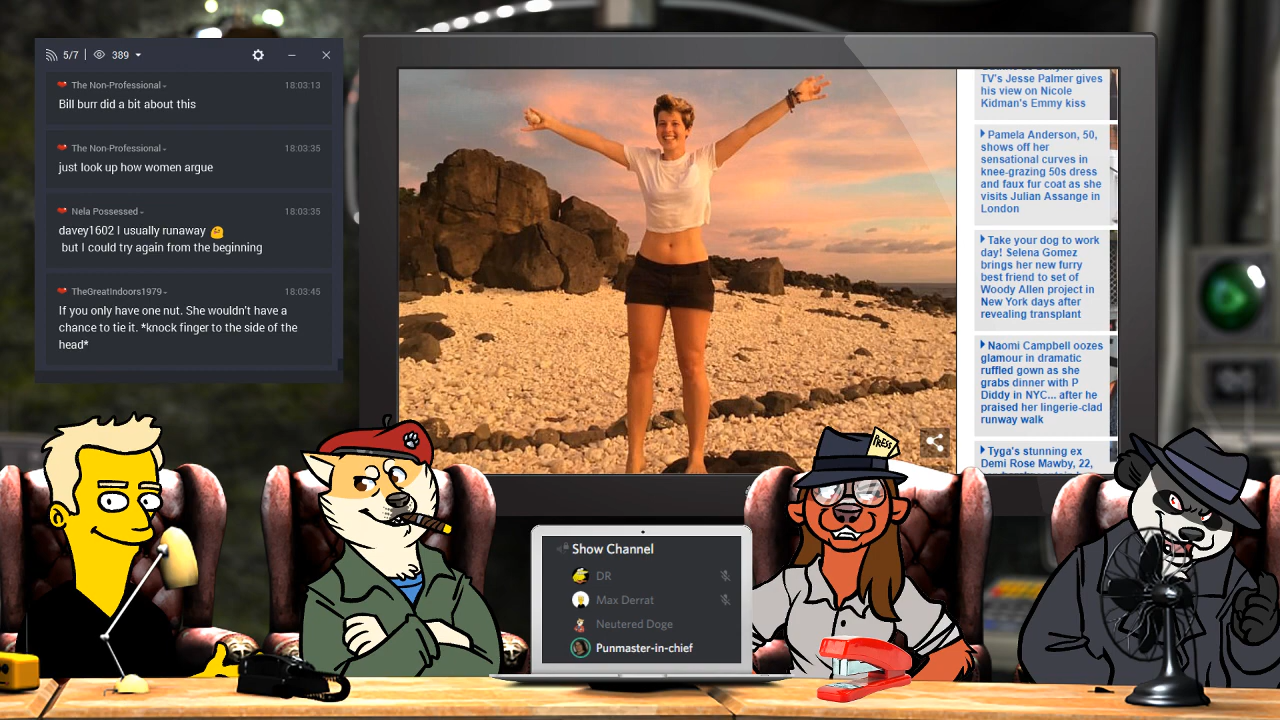 5/7 | 389
The Non-Professional
18:03:13
Bill burr did a bit about this
The Non-Professional
18:03:35
just look up how women argue
Nela Possessed
18:03:35
davey1602 I usually runaway
but I could try again from the beginning
TheGreatIndoors1979
18:03:45
If you only have one nut. She wouldn't have a
chance to tie it. *knock finger to the side of the
head*
TV's Jesse Palmer gives
his view on Nicole
Kidman's Emmy kiss
Pamela Anderson, 50,
shows off her
sensational curves in
knee-grazing 50s dress
and faux fur coat as she
visits Julian Assange in
London
Take your dog to work
day! Selena Gomez
brings her new furry
best friend to set of
Woody Allen project in
New York days after
revealing transplant
Naomi Campbell oozes
glamour in dramatic
ruffled gown as she
grabs dinner with P
Diddy in NYC... after he
praised her lingerie-clad
runway walk
Tyga's stunning ex
Demi Rose Mawby, 22,
PRESS
Show Channel
DR
Max Derrat
Neutered Doge
Punmaster-in-chief